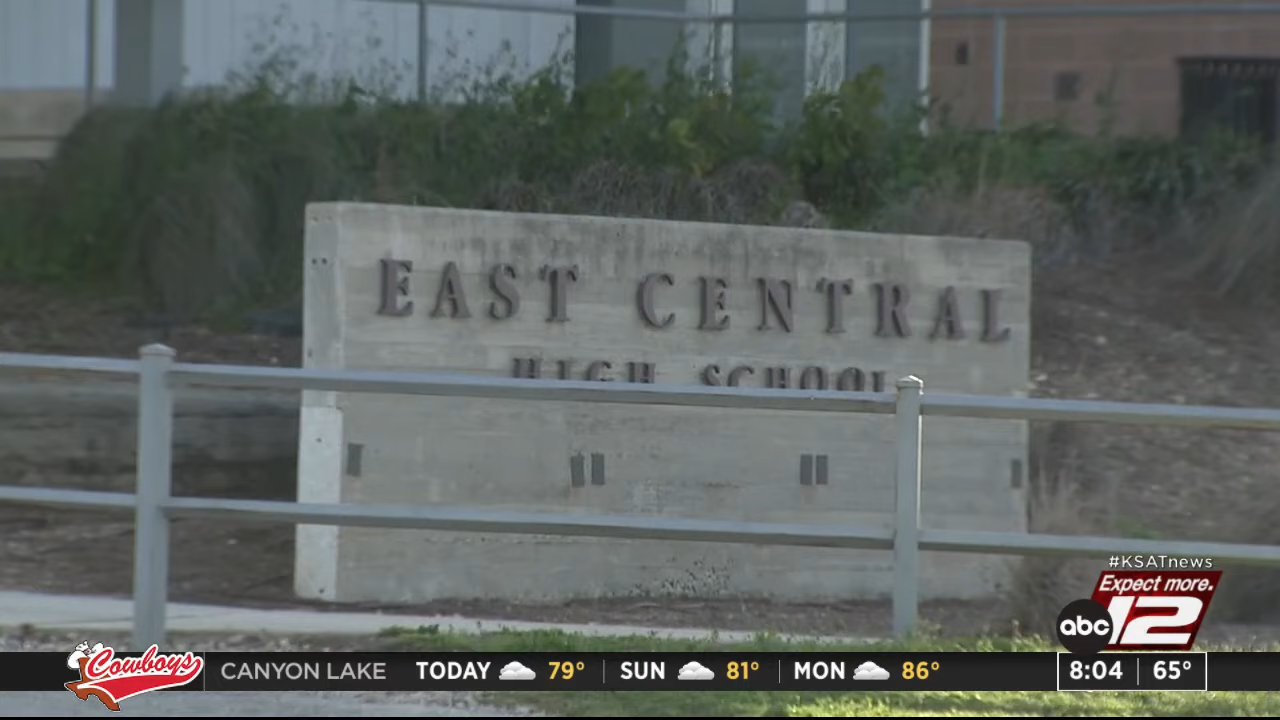 EAST CENTRAL
HIGH SCHOOL
#KSATnews
Expect more.
abc 12
Cowboys CANYON LAKE TODAY 79° SUN 81° MON 86° 8:04 65°